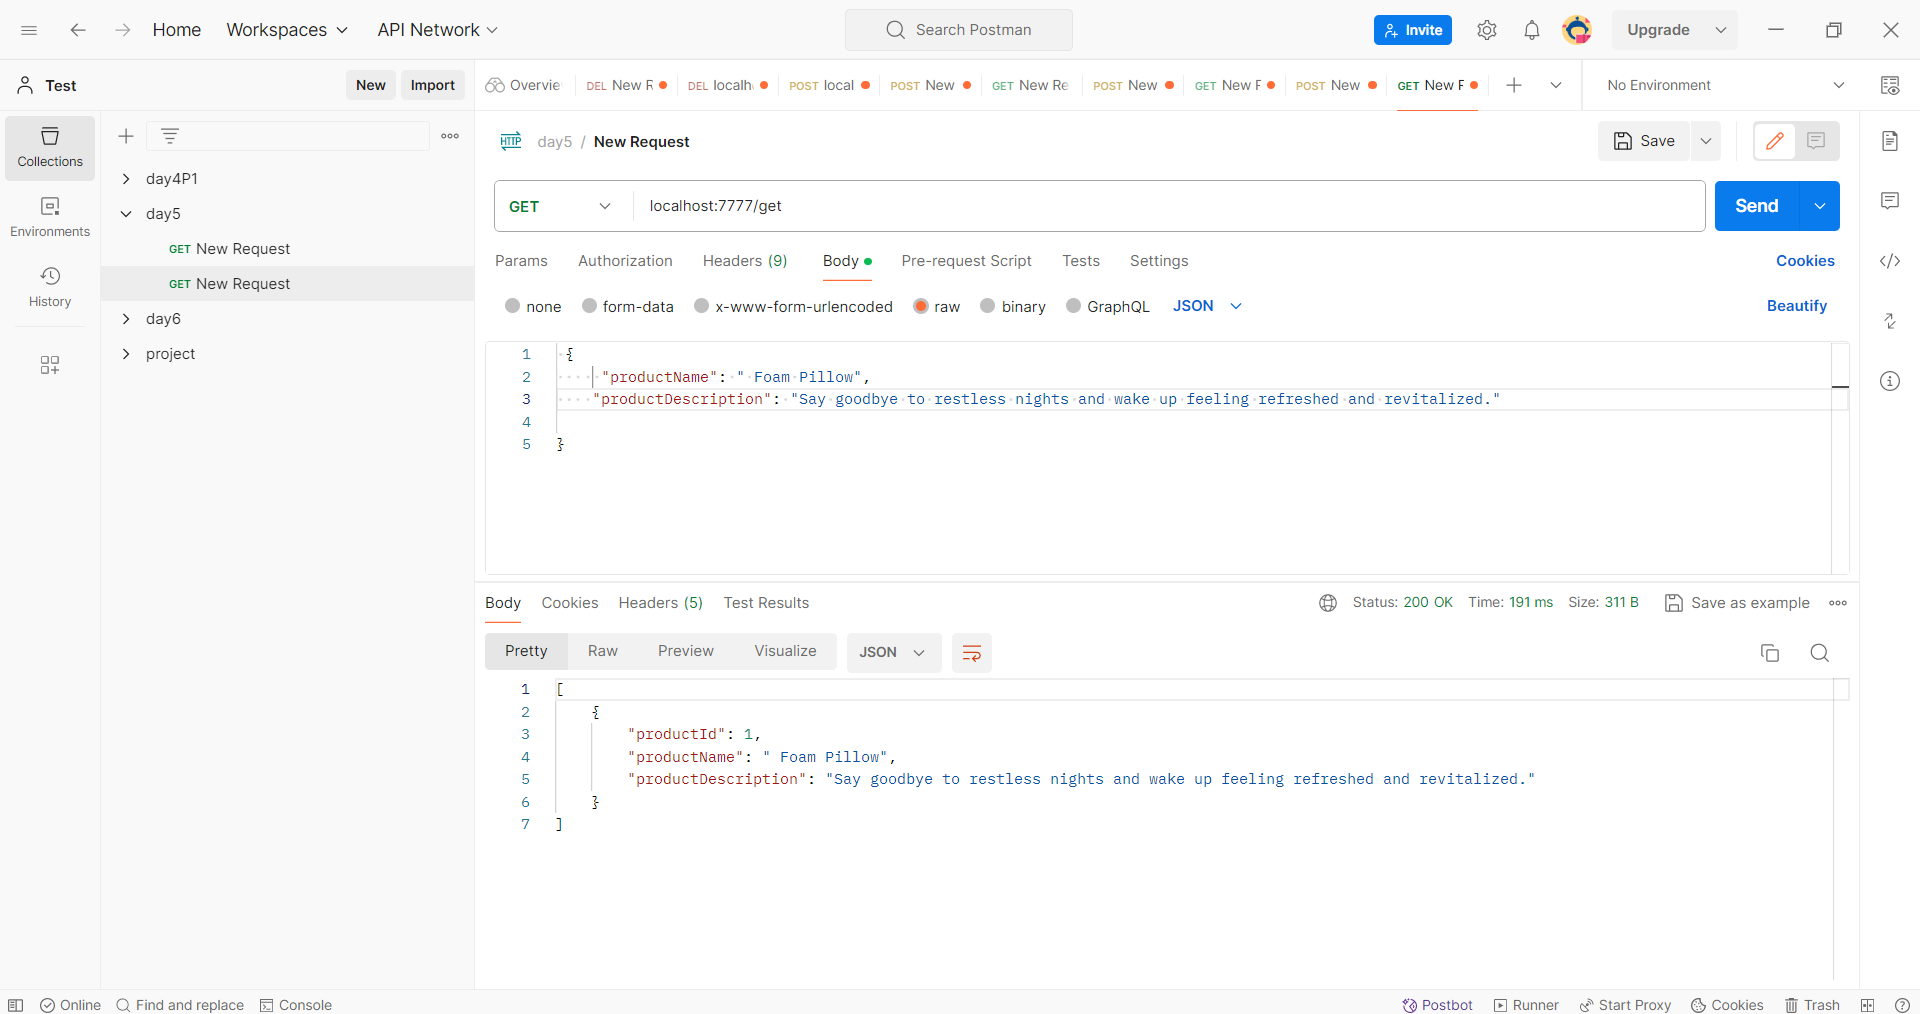 Home Workspaces API Network Search Postman Invite Upgrade
Test New Import Overvie DEL New R DEL localh POST local POST New GET New Re POST New GET New F POST New GET New F No Environment
Collections
day4P1
day5
GET New Request
GET New Request
day6
project
Environments
History
HTTP day5 / New Request Save
GET localhost:7777/get Send
Params Authorization Headers (9) Body Pre-request Script Tests Settings Cookies
none form-data x-www-form-urlencoded raw binary GraphQL JSON Beautify
1 {
2 "productName": " Foam Pillow",
3 "productDescription": "Say goodbye to restless nights and wake up feeling refreshed and revitalized."
4
5 }
Body Cookies Headers (5) Test Results Status: 200 OK Time: 191 ms Size: 311 B Save as example
Pretty Raw Preview Visualize JSON
1 [
2 {
3 "productId": 1,
4 "productName": " Foam Pillow",
5 "productDescription": "Say goodbye to restless nights and wake up feeling refreshed and revitalized."
6 }
7 ]
Online Find and replace Console Postbot Runner Start Proxy Cookies Trash